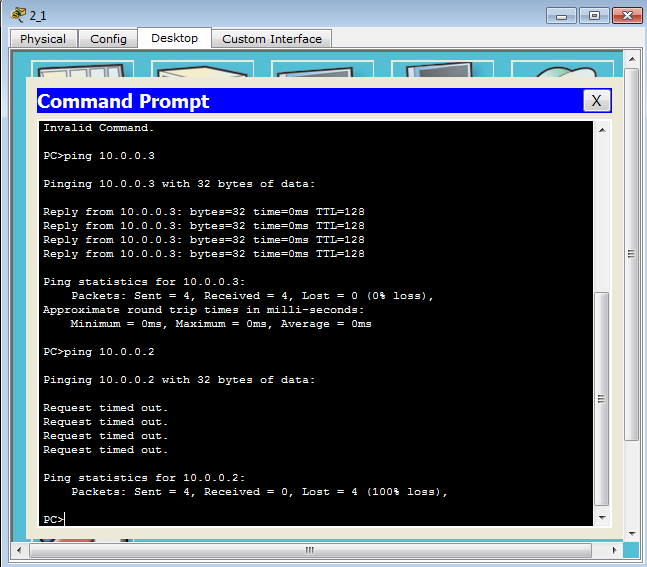 2_1
Physical Config Desktop Custom Interface
Command Prompt X
Invalid Command.
PC>ping 10.0.0.3
Pinging 10.0.0.3 with 32 bytes of data:
Reply from 10.0.0.3: bytes=32 time=0ms TTL=128
Reply from 10.0.0.3: bytes=32 time=0ms TTL=128
Reply from 10.0.0.3: bytes=32 time=0ms TTL=128
Reply from 10.0.0.3: bytes=32 time=0ms TTL=128
Ping statistics for 10.0.0.3:
Packets: Sent = 4, Received = 4, Lost = 0 (0% loss),
Approximate round trip times in milli-seconds:
Minimum = 0ms, Maximum = 0ms, Average = 0ms
PC>ping 10.0.0.2
Pinging 10.0.0.2 with 32 bytes of data:
Request timed out.
Request timed out.
Request timed out.
Request timed out.
Ping statistics for 10.0.0.2:
Packets: Sent = 4, Received = 0, Lost = 4 (100% loss),
PC>